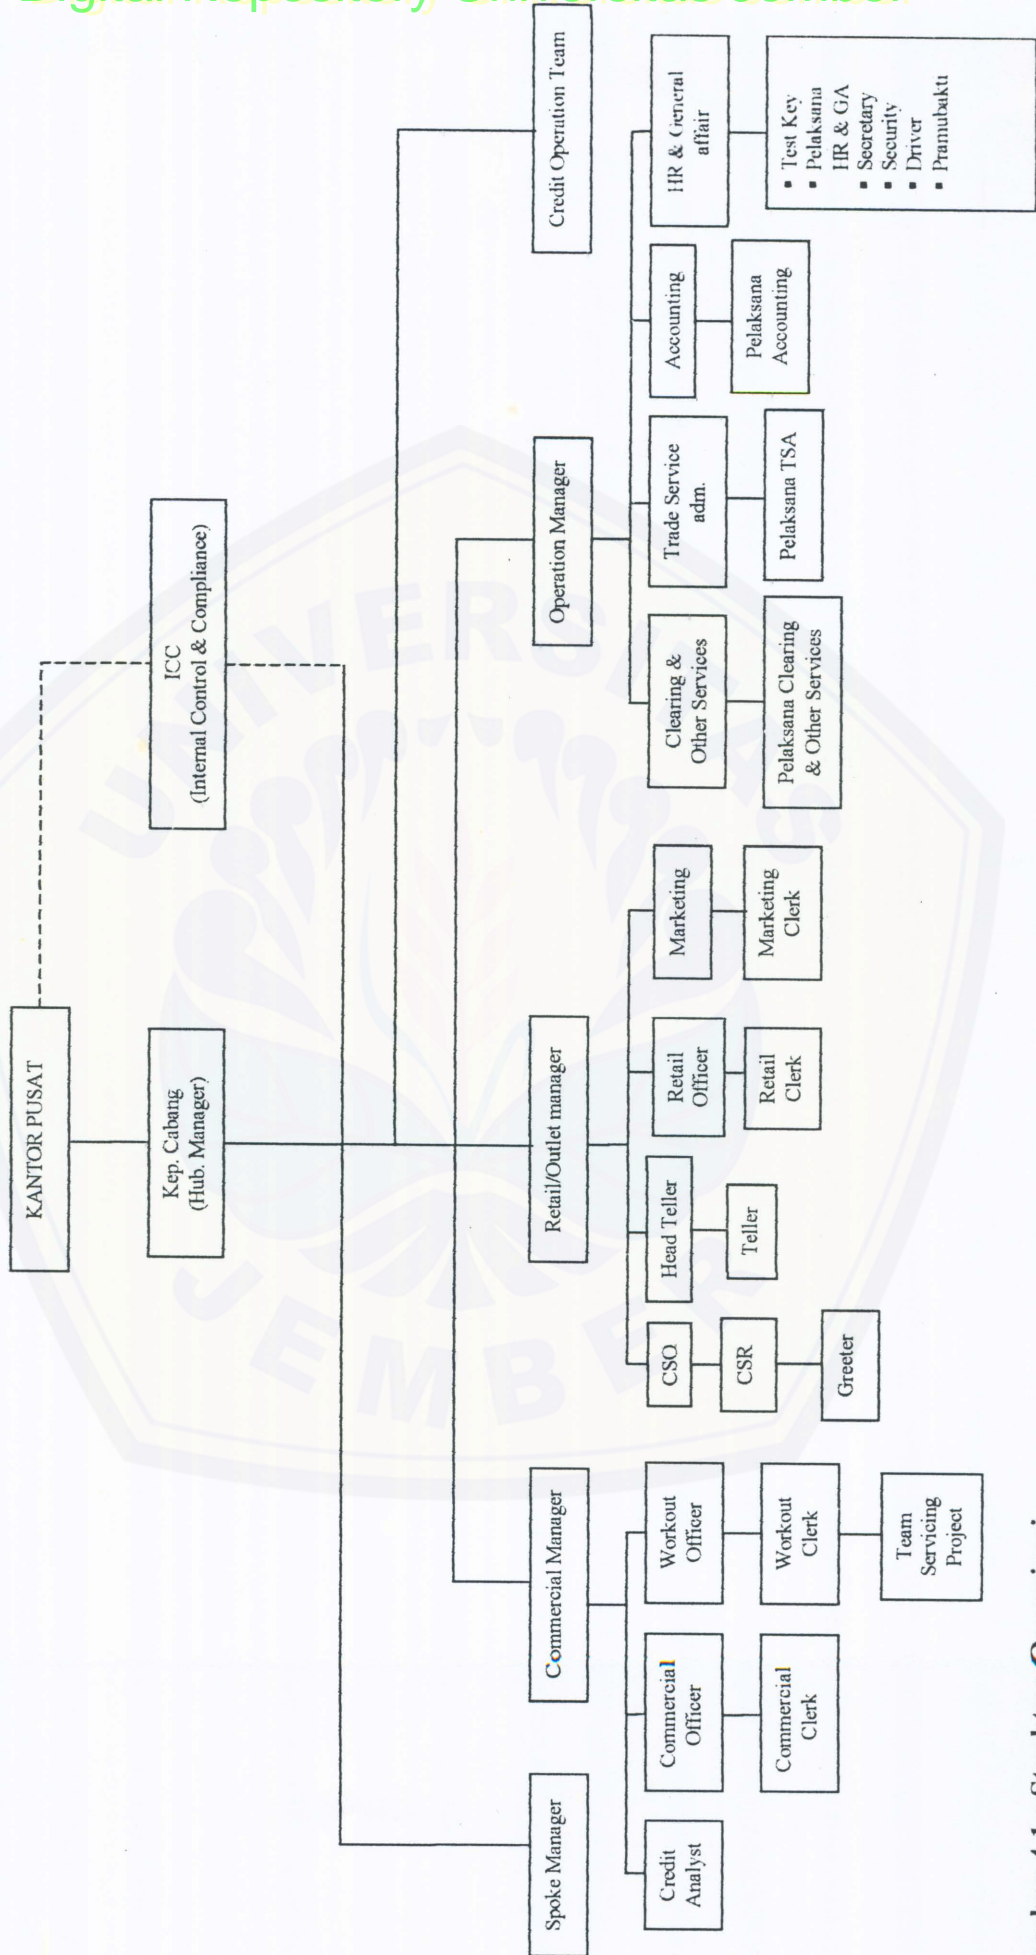 Digital Repository Universitas Jember
KANTOR PUSAT
Kep. Cabang
(Hub. Manager)
ICC
(Internal Control & Compliance)
Spoke Manager
Commercial Manager
Retail/Outlet manager
Operation Manager
Credit Operation Team
Credit
Analyst
Commercial
Officer
Workout
Officer
CSO
Head Teller
Retail
Officer
Marketing
Clearing &
Other Services
Trade Service
adm.
Accounting
HR & General
affair
Commercial
Clerk
Workout
Clerk
CSR
Teller
Retail
Clerk
Marketing
Clerk
Pelaksana Clearing
& Other Services
Pelaksana TSA
Pelaksana
Accounting
▪ Test Key
▪ Pelaksana
HR & GA
▪ Secretary
▪ Security
▪ Driver
▪ Pramubakti
Team
Servicing
Project
Greeter
UNIVERSITAS
JEMBER